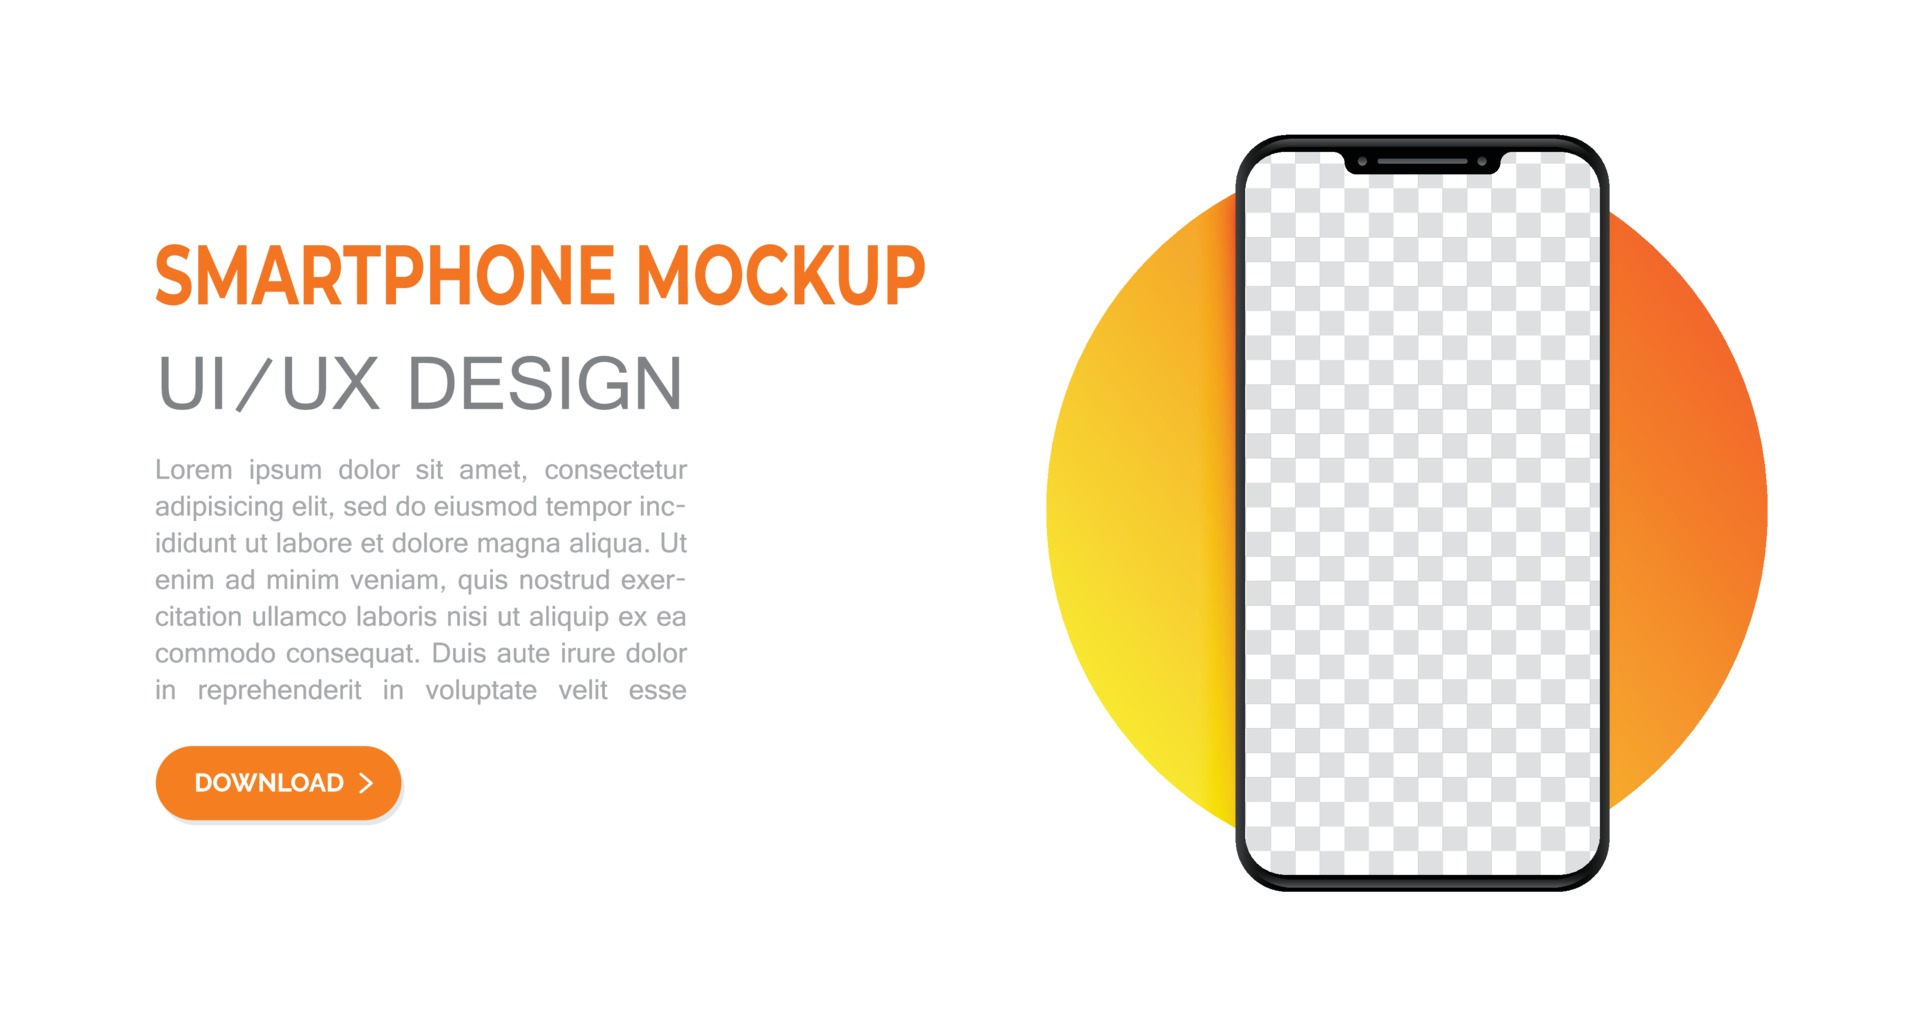 SMARTPHONE MOCKUP
UI/UX DESIGN
Lorem ipsum dolor sit amet, consectetur
adipisicing elit, sed do eiusmod tempor inc-
ididunt ut labore et dolore magna aliqua. Ut
enim ad minim veniam, quis nostrud exer-
citation ullamco laboris nisi ut aliquip ex ea
commodo consequat. Duis aute irure dolor
in reprehenderit in voluptate velit esse
DOWNLOAD >